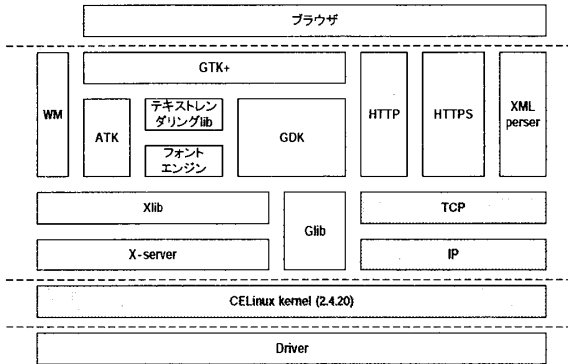 ブラウザ
GTK+
WM
ATK
テキストレン
ダリングlib
フォント
エンジン
GDK
HTTP
HTTPS
XML
perser
Xlib
Glib
TCP
X-server
IP
CELinux kernel (2.4.20)
Driver